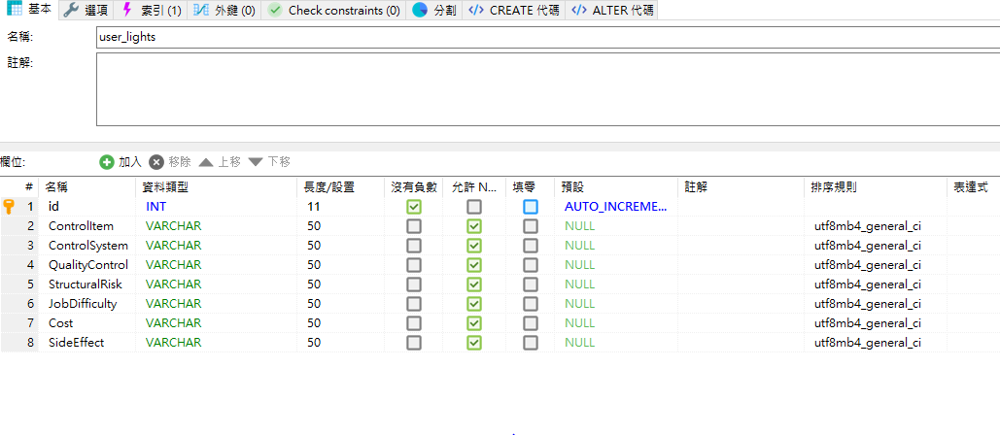 基本 選項 索引 (1) 外鍵 (0) Check constraints (0) 分割 CREATE 代碼 ALTER 代碼
名稱: user_lights
註解:
欄位: 加入 移除 上移 下移
# 名稱 資料類型 長度/設置 沒有負數 允許 N... 填零 預設 註解 排序規則 表達式
1 id INT 11 AUTO_INCREME...
2 ControlItem VARCHAR 50 NULL utf8mb4_general_ci
3 ControlSystem VARCHAR 50 NULL utf8mb4_general_ci
4 QualityControl VARCHAR 50 NULL utf8mb4_general_ci
5 StructuralRisk VARCHAR 50 NULL utf8mb4_general_ci
6 JobDifficulty VARCHAR 50 NULL utf8mb4_general_ci
7 Cost VARCHAR 50 NULL utf8mb4_general_ci
8 SideEffect VARCHAR 50 NULL utf8mb4_general_ci